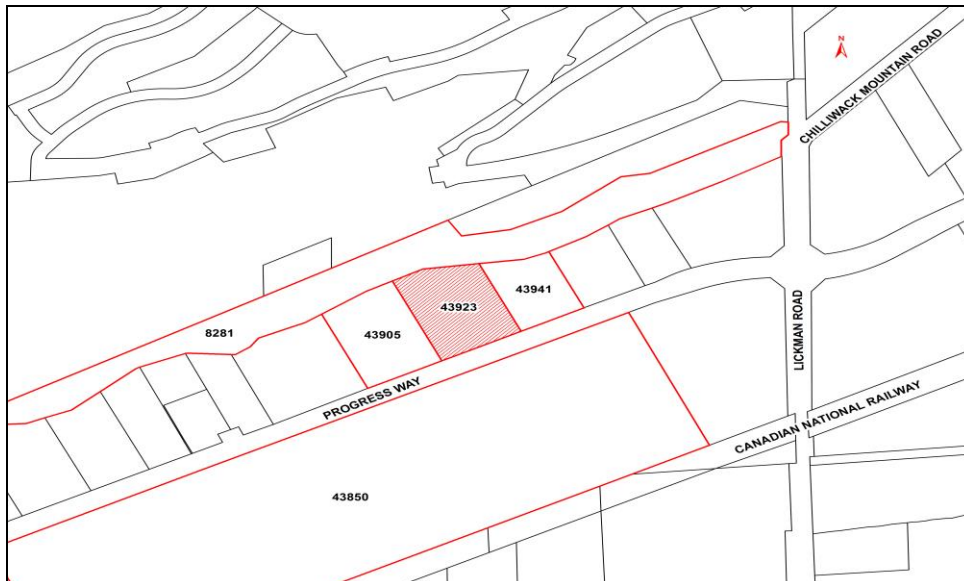 N
CHILLIWACK MOUNTAIN ROAD
43941
43923
8281
43905
LICKMAN ROAD
PROGRESS WAY
CANADIAN NATIONAL RAILWAY
43850